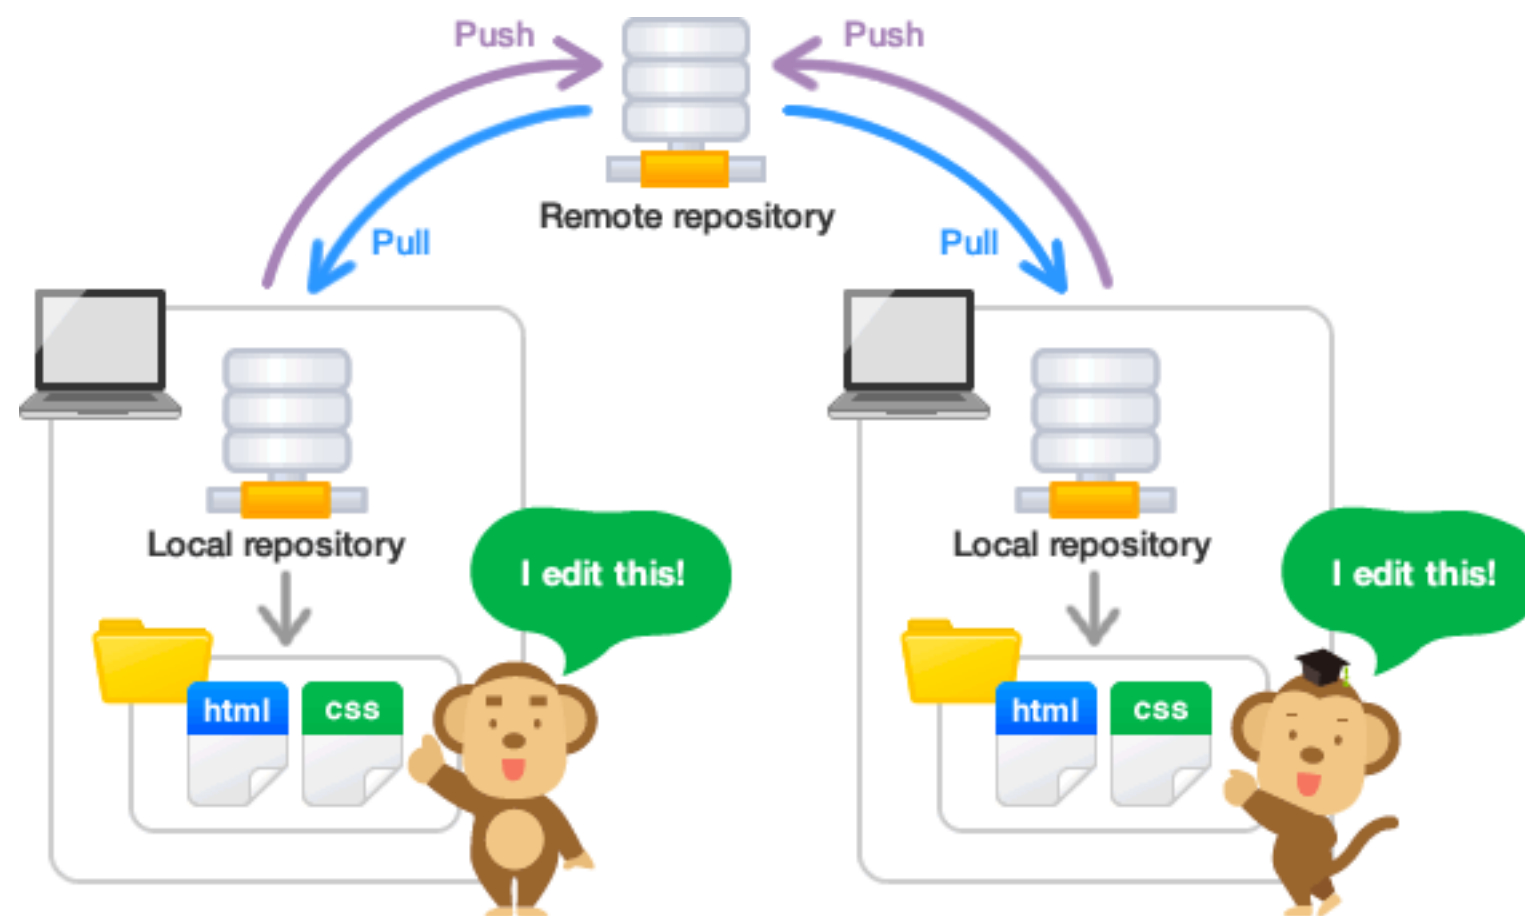 Push
Push
Remote repository
Pull
Pull
Local repository
Local repository
I edit this!
I edit this!
html
css
html
css